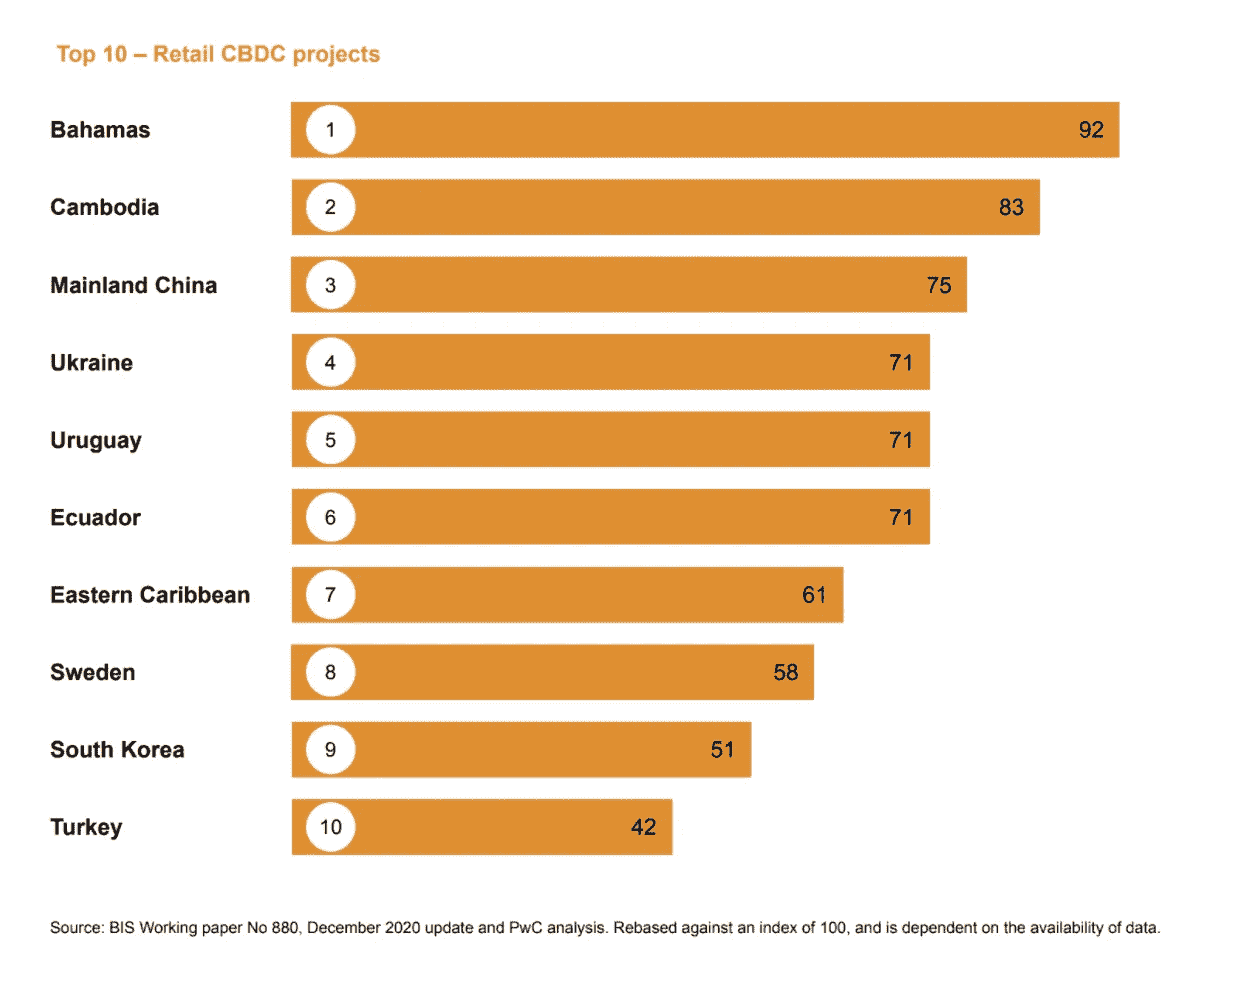 Top 10 – Retail CBDC projects
Bahamas 1 92
Cambodia 2 83
Mainland China 3 75
Ukraine 4 71
Uruguay 5 71
Ecuador 6 71
Eastern Caribbean 7 61
Sweden 8 58
South Korea 9 51
Turkey 10 42
Source: BIS Working paper No 880, December 2020 update and PwC analysis. Rebased against an index of 100, and is dependent on the availability of data.